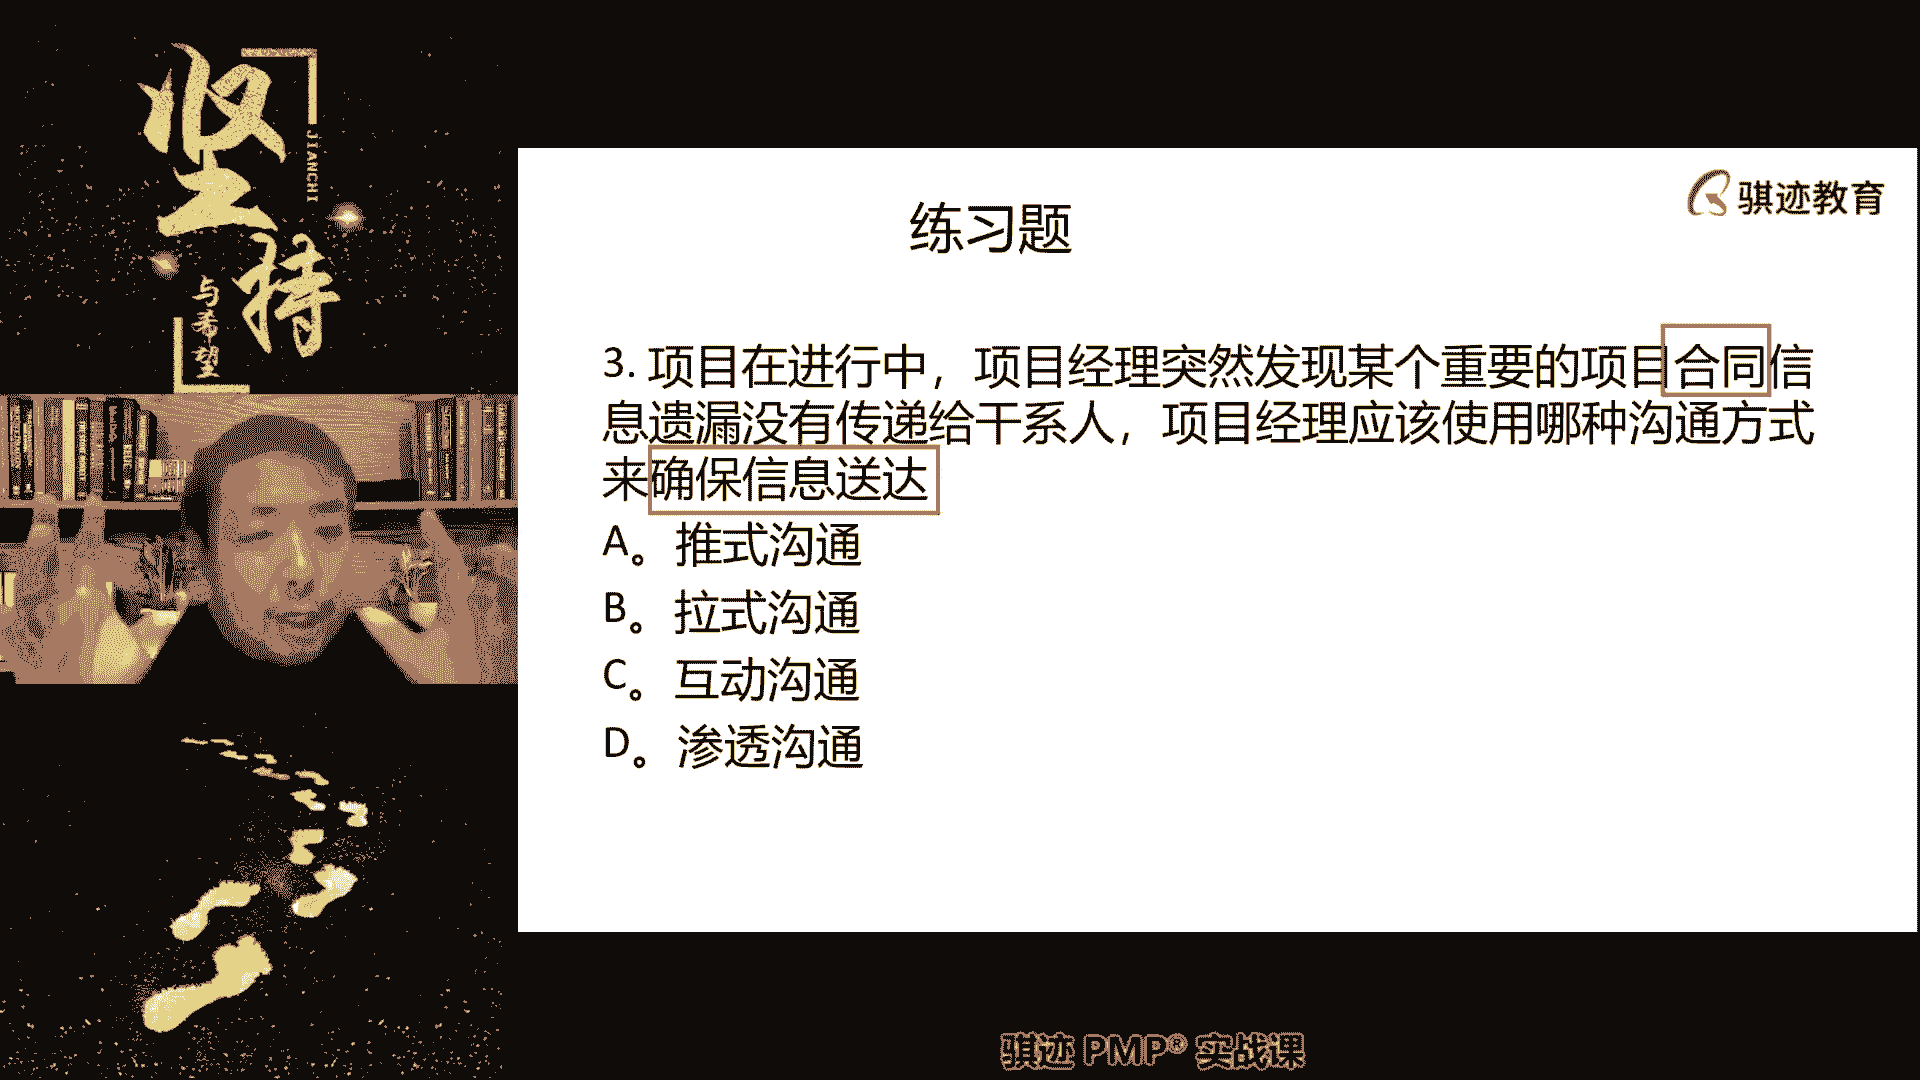 坚持
JIANCHI
与希望
骐迹教育
练习题
3. 项目在进行中，项目经理突然发现某个重要的项目合同信
息遗漏没有传递给干系人，项目经理应该使用哪种沟通方式
来确保信息送达
A。推式沟通
B。拉式沟通
C。互动沟通
D。渗透沟通
骐迹 PMP® 实战课